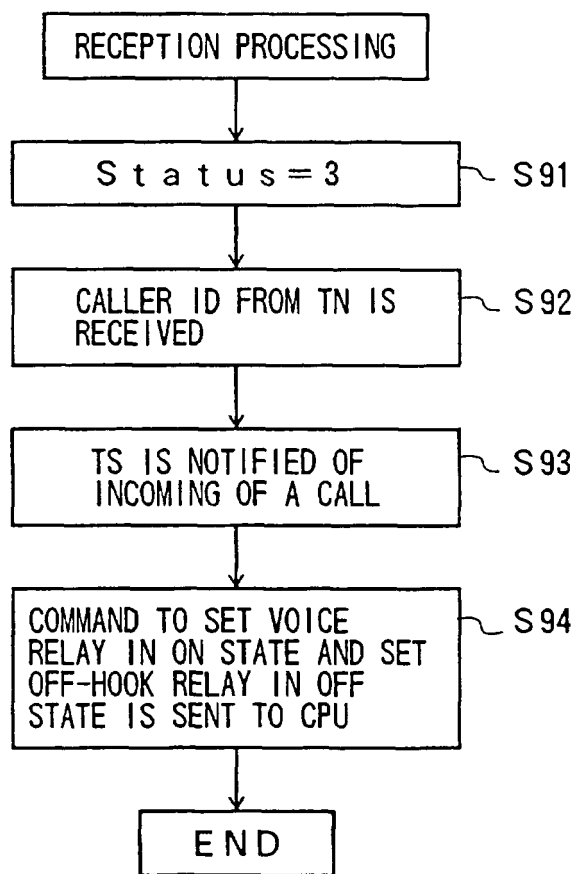 RECEPTION PROCESSING
Status=3
S91
CALLER ID FROM TN IS
RECEIVED
S92
TS IS NOTIFIED OF
INCOMING OF A CALL
S93
COMMAND TO SET VOICE
RELAY IN ON STATE AND SET
OFF-HOOK RELAY IN OFF
STATE IS SENT TO CPU
S94
END